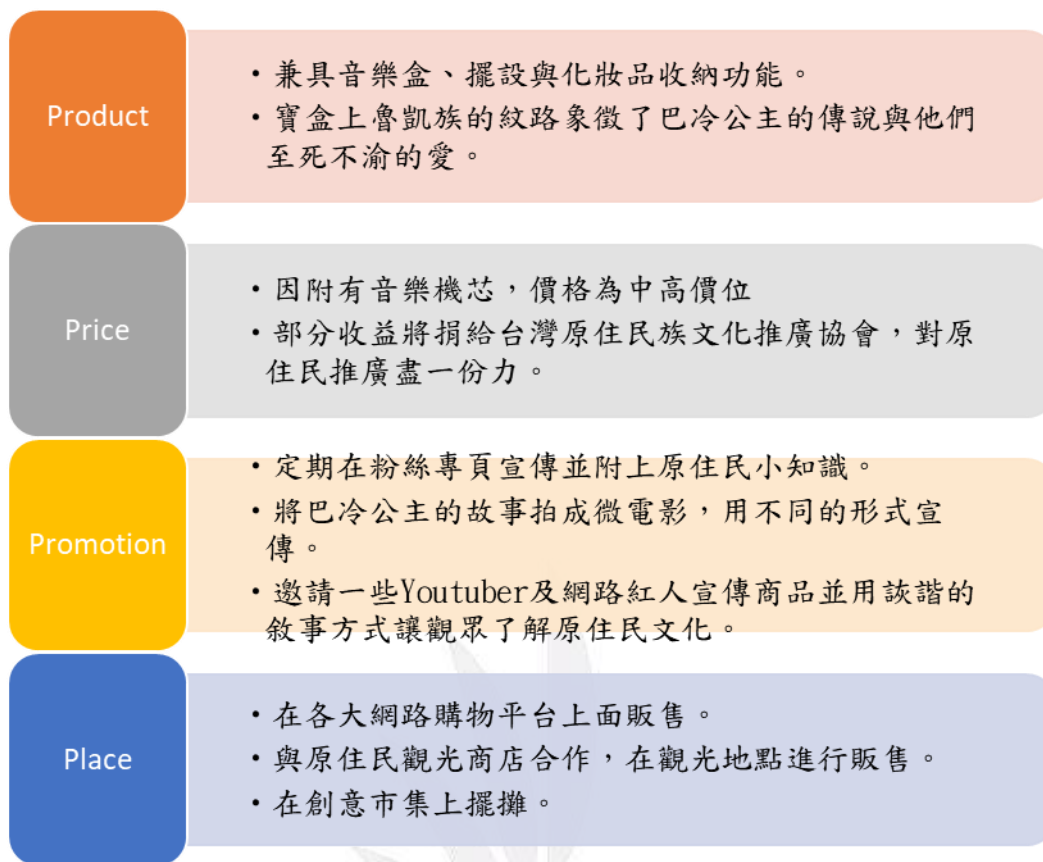 Product
• 兼具音樂盒、擺設與化妝品收納功能。
• 寶盒上魯凱族的紋路象徵了巴冷公主的傳說與他們
至死不渝的愛。
Price
• 因附有音樂機芯，價格為中高價位
• 部分收益將捐給台灣原住民族文化推廣協會，對原
住民推廣盡一份力。
Promotion
• 定期在粉絲專頁宣傳並附上原住民小知識。
• 將巴冷公主的故事拍成微電影，用不同的形式宣
傳。
• 邀請一些Youtuber及網路紅人宣傳商品並用詼諧的
敘事方式讓觀眾了解原住民文化。
Place
• 在各大網路購物平台上面販售。
• 與原住民觀光商店合作，在觀光地點進行販售。
• 在創意市集上擺攤。